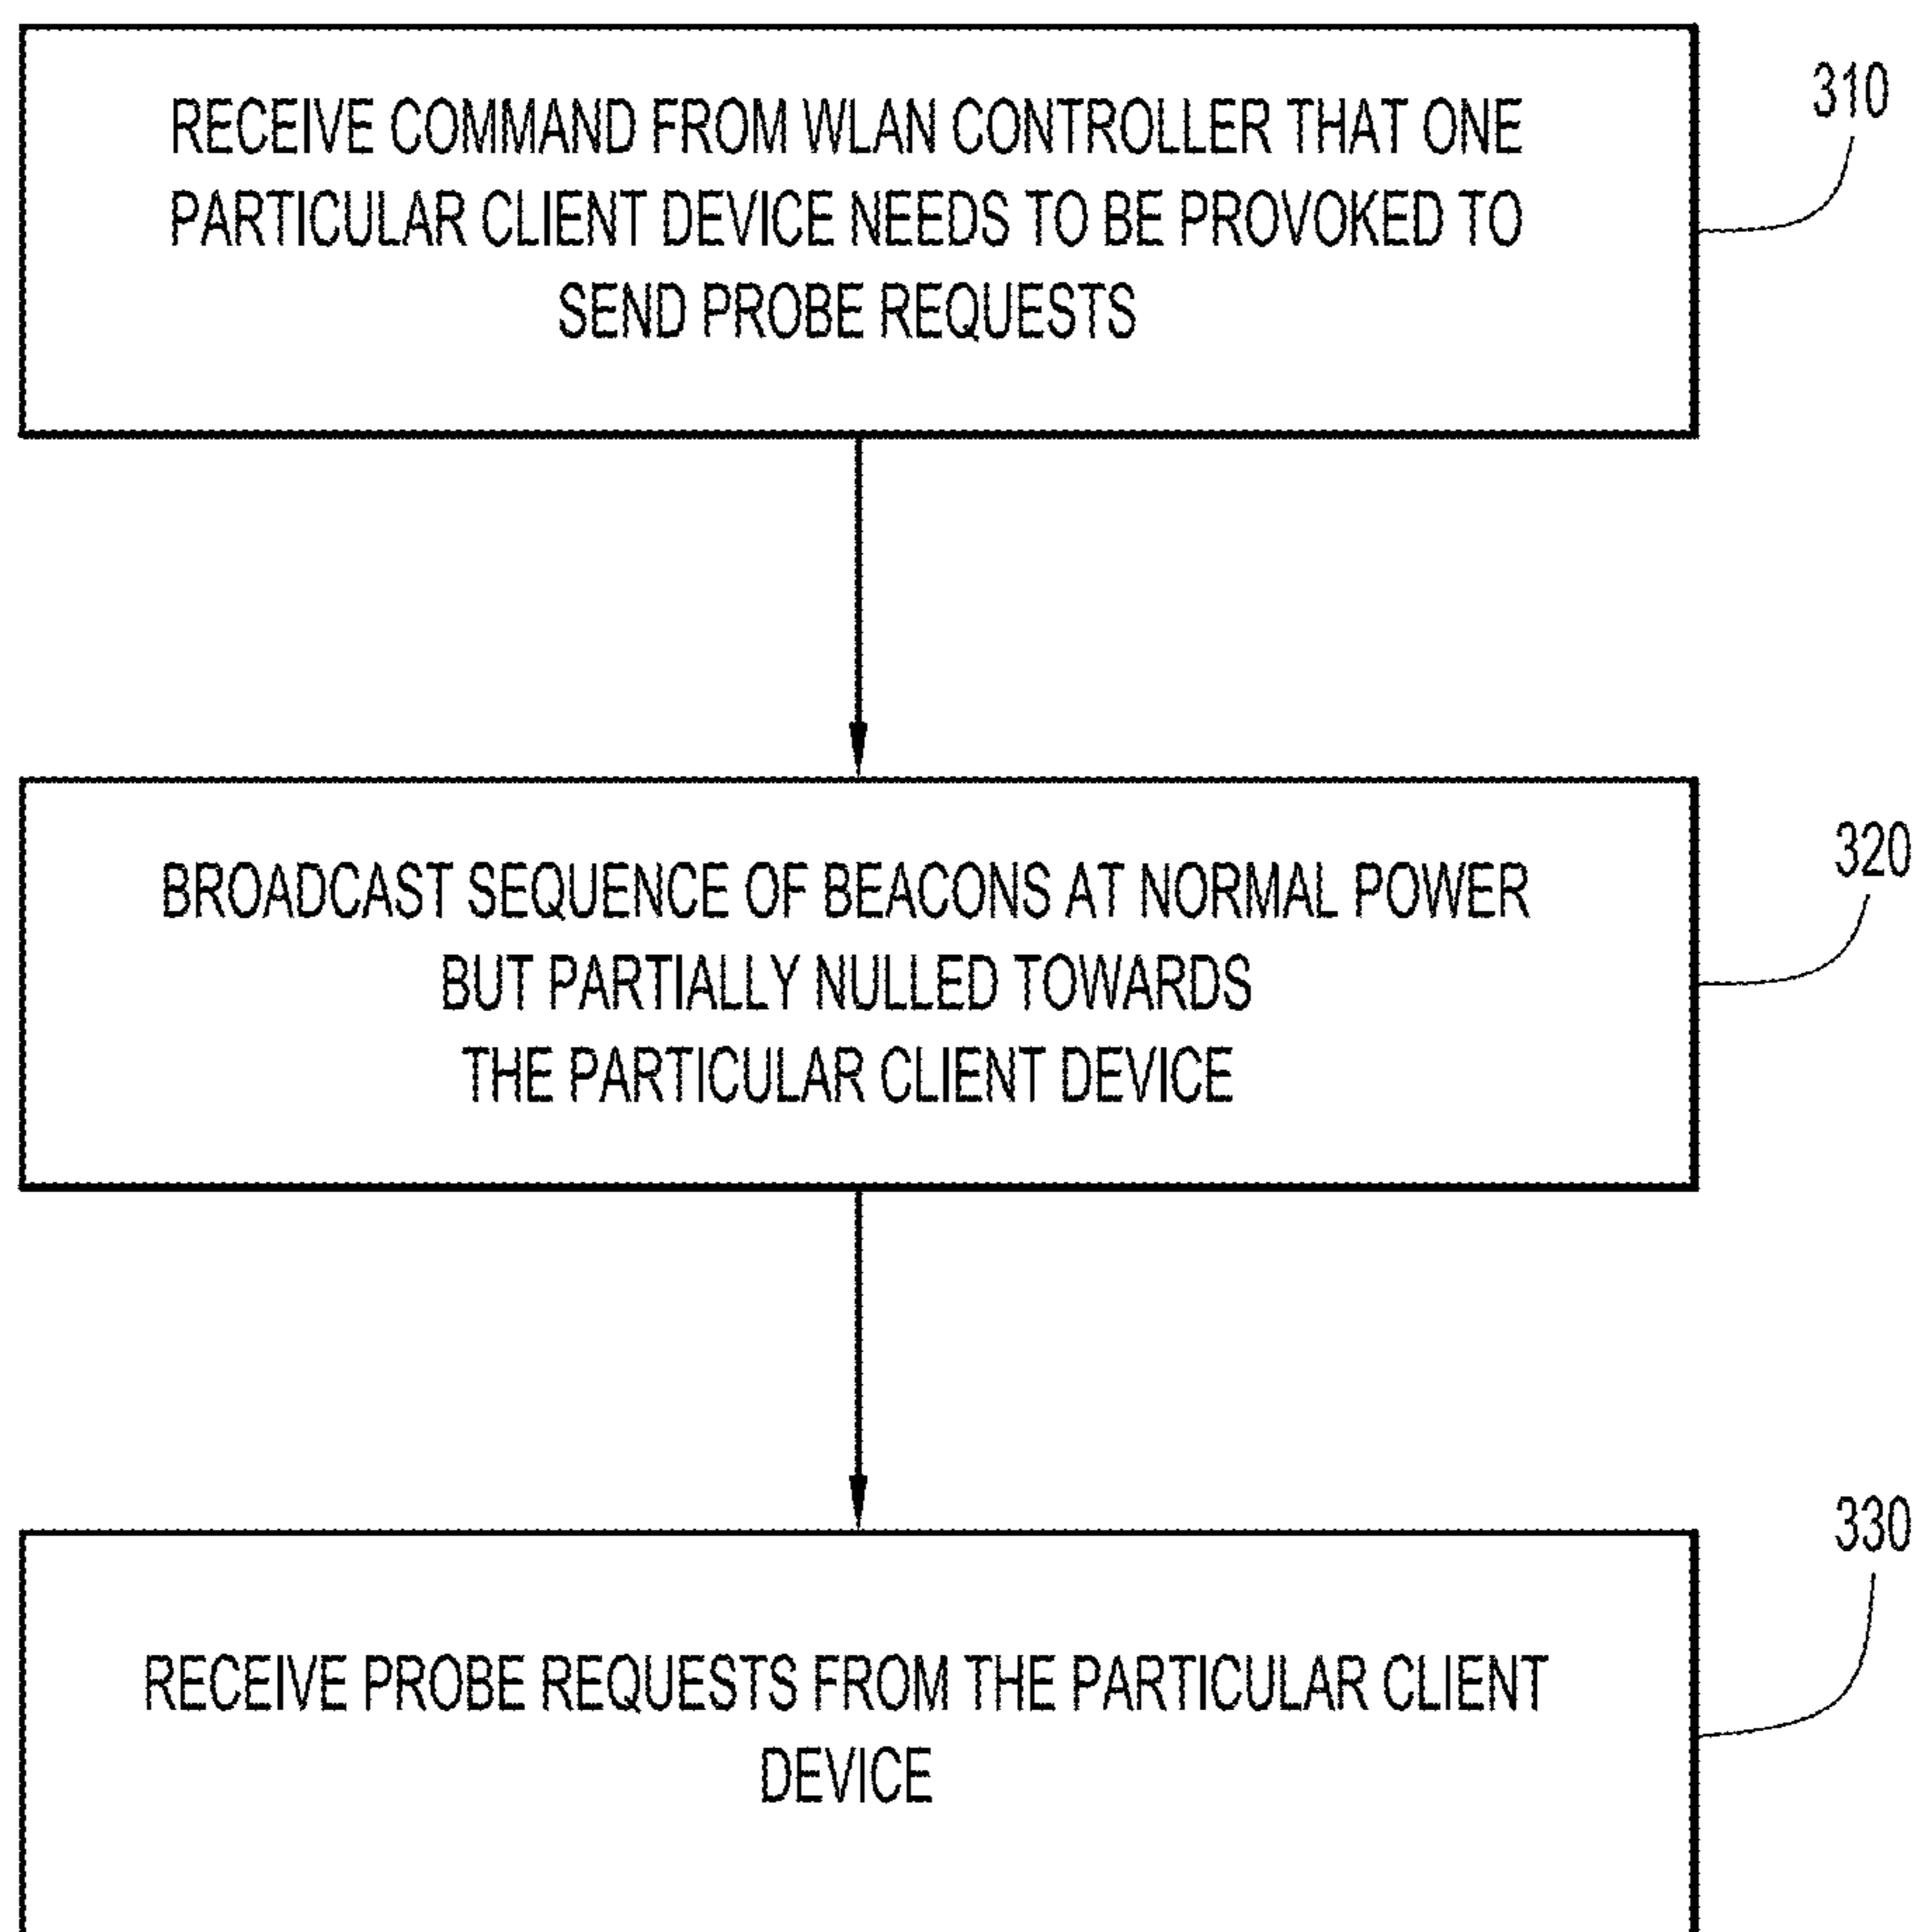 RECEIVE COMMAND FROM WLAN CONTROLLER THAT ONE
PARTICULAR CLIENT DEVICE NEEDS TO BE PROVOKED TO
SEND PROBE REQUESTS
310
BROADCAST SEQUENCE OF BEACONS AT NORMAL POWER
BUT PARTIALLY NULLED TOWARDS
THE PARTICULAR CLIENT DEVICE
320
RECEIVE PROBE REQUESTS FROM THE PARTICULAR CLIENT
DEVICE
330